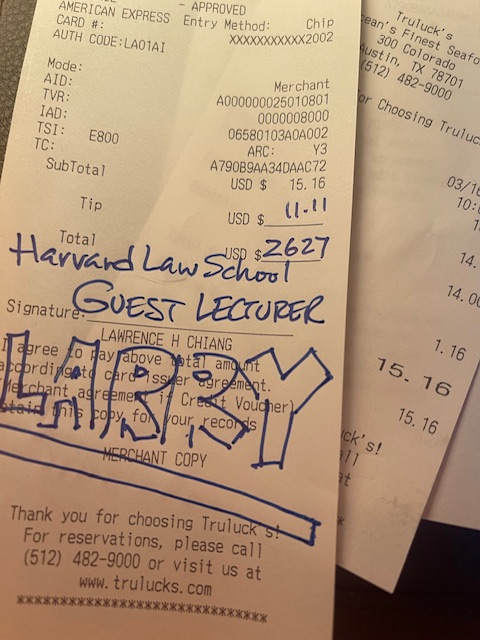 - APPROVED
AMERICAN EXPRESS Entry Method: Chip
CARD #: XXXXXXXXXXX2002
AUTH CODE:LA01AI
Mode: Merchant
AID: A000000025010801
TVR: 0000008000
IAD: 06580103A0A002
TSI: E800 ARC: Y3
TC: A790B9AA34DAAC72
SubTotal USD $ 15.16
Tip USD $ 11.11
Total USD $ 2627
Harvard Law School
GUEST LECTURER
Signature:
LAWRENCE H CHIANG
I agree to pay above total amount
according to card issuer agreement.
(Merchant agreement if Credit Voucher)
this copy for your records
LARRY
MERCHANT COPY
Thank you for choosing Truluck's!
For reservations, please call
(512) 482-9000 or visit us at
www.trulucks.com
*****************************
Truluck's
Ocean's Finest Seafo
300 Colorado
Austin, TX 78701
(512) 482-9000
for Choosing Truluc
03/1
10:
14.
14.00
1.16
15.16
15.16
ck's!